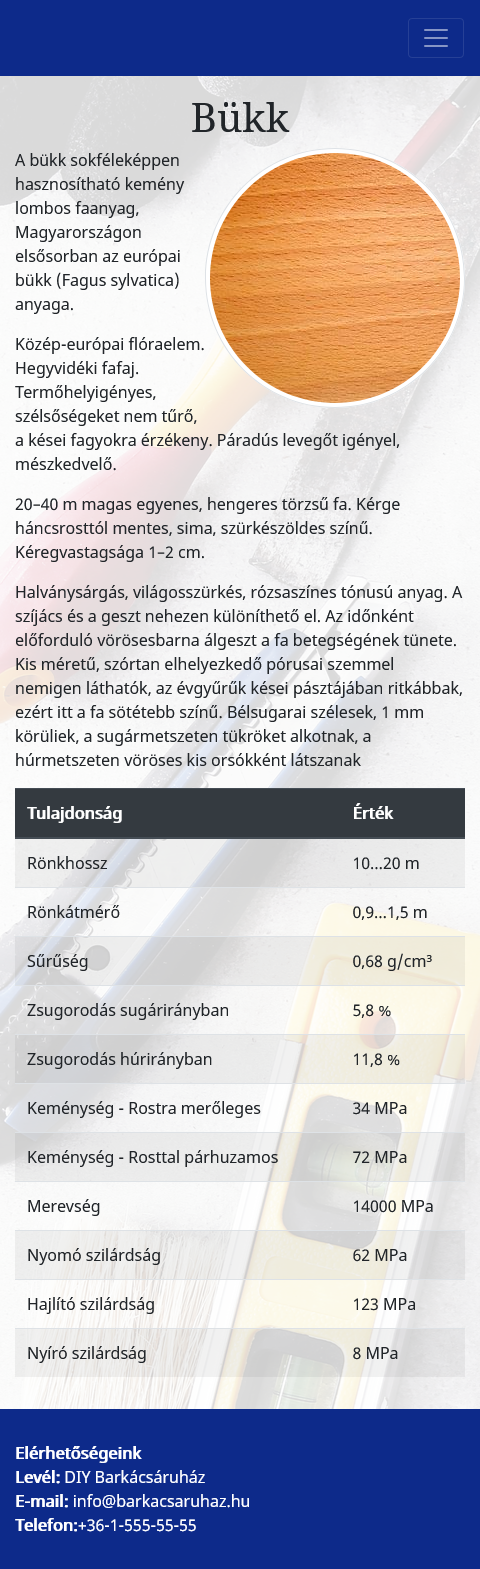 Bükk
A bükk sokféleképpen
hasznosítható kemény
lombos faanyag,
Magyarországon
elsősorban az európai
bükk (Fagus sylvatica)
anyaga.
Közép-európai flóraelem.
Hegyvidéki fafaj.
Termőhelyigényes,
szélsőségeket nem tűrő,
a kései fagyokra érzékeny. Páradús levegőt igényel,
mészkedvelő.
20–40 m magas egyenes, hengeres törzsű fa. Kérge
háncsrosttól mentes, sima, szürkészöldes színű.
Kéregvastagsága 1–2 cm.
Halványsárgás, világosszürkés, rózsaszínes tónusú anyag. A
szíjács és a geszt nehezen különíthető el. Az időnként
előforduló vörösesbarna álgeszt a fa betegségének tünete.
Kis méretű, szórtan elhelyezkedő pórusai szemmel
nemigen láthatók, az évgyűrűk kései pásztájában ritkábbak,
ezért itt a fa sötétebb színű. Bélsugarai szélesek, 1 mm
körüliek, a sugármetszeten tükröket alkotnak, a
húrmetszeten vöröses kis orsókként látszanak
Tulajdonság Érték
Rönkhossz 10...20 m
Rönkátmérő 0,9...1,5 m
Sűrűség 0,68 g/cm³
Zsugorodás sugárirányban 5,8 %
Zsugorodás húrirányban 11,8 %
Keménység - Rostra merőleges 34 MPa
Keménység - Rosttal párhuzamos 72 MPa
Merevség 14000 MPa
Nyomó szilárdság 62 MPa
Hajlító szilárdság 123 MPa
Nyíró szilárdság 8 MPa
Elérhetőségeink
Levél: DIY Barkácsáruház
E-mail: info@barkacsaruhaz.hu
Telefon:+36-1-555-55-55